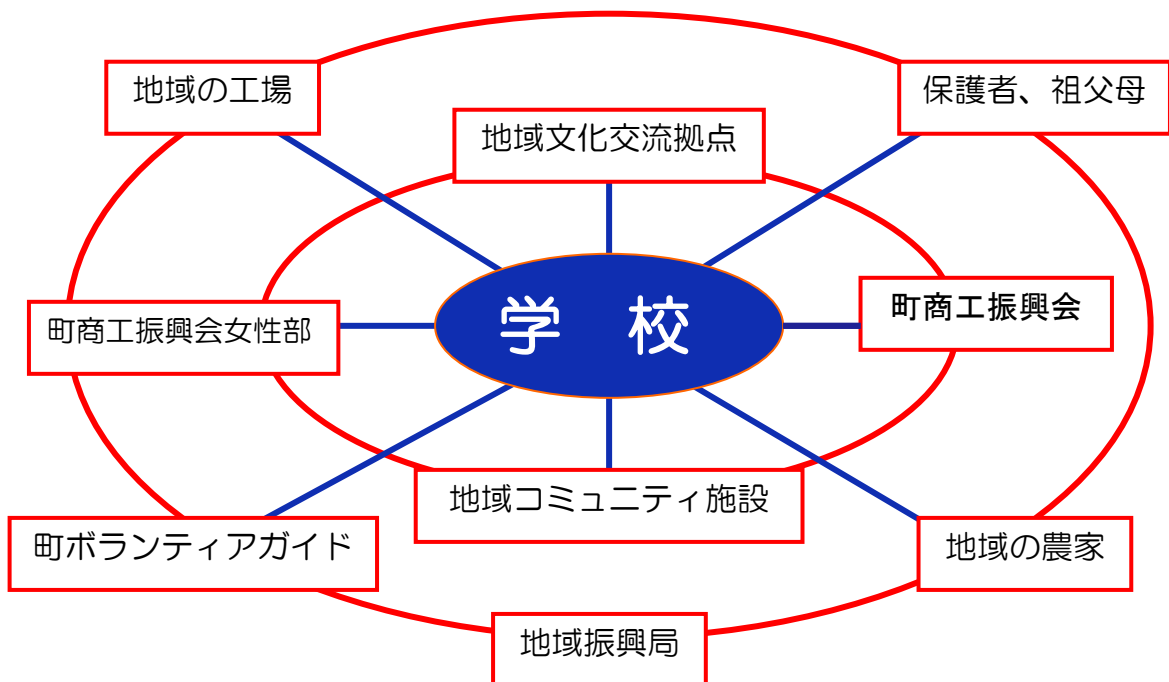 地域の工場
保護者、祖父母
地域文化交流拠点
町商工振興会
学　校
町商工振興会女性部
地域コミュニティ施設
町ボランティアガイド
地域の農家
地域振興局